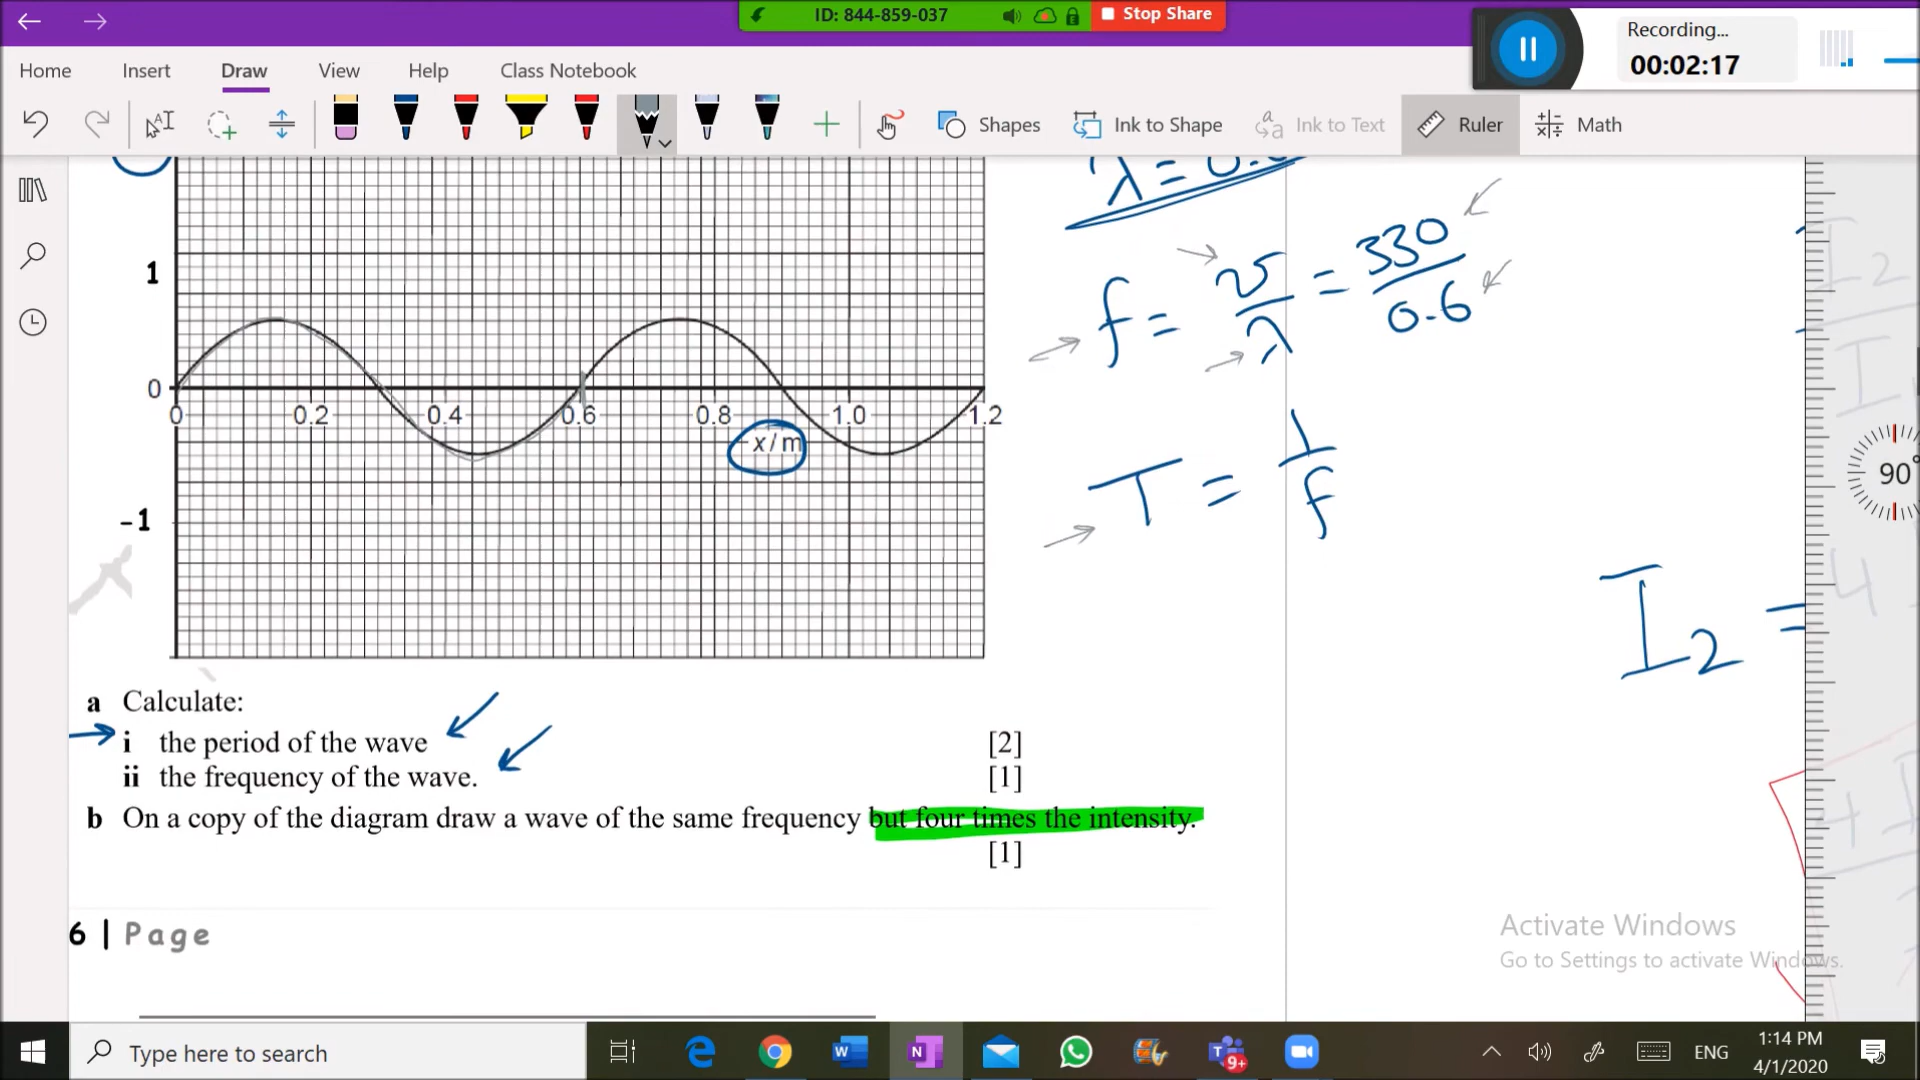 ID: 844-859-037
Stop Share
Recording...
00:02:17
Home Insert Draw View Help Class Notebook
Shapes Ink to Shape Ink to Text Ruler Math
λ = 0.
1
0
0 0.2 0.4 0.6 0.8 1.0 1.2
x / m
-1
f = v/λ = 330/0.6
T = 1/f
90°
I2 =
a Calculate:
i the period of the wave [2]
ii the frequency of the wave. [1]
b On a copy of the diagram draw a wave of the same frequency but four times the intensity.
[1]
6 | Page
Activate Windows
Go to Settings to activate Windows.
Type here to search
9+
ENG
1:14 PM
4/1/2020